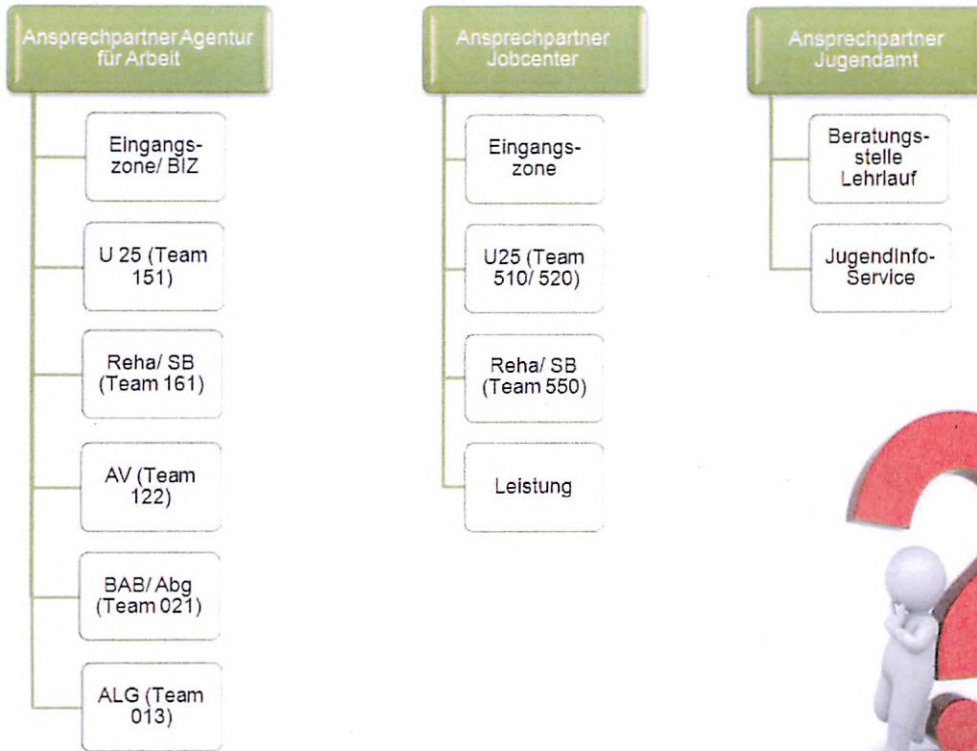 Ansprechpartner Agentur
für Arbeit
Eingangs-
zone/ BIZ
U 25 (Team
151)
Reha/ SB
(Team 161)
AV (Team
122)
BAB/ Abg
(Team 021)
ALG (Team
013)
Ansprechpartner
Jobcenter
Eingangs-
zone
U25 (Team
510/ 520)
Reha/ SB
(Team 550)
Leistung
Ansprechpartner
Jugendamt
Beratungs-
stelle
Lehrlauf
JugendInfo-
Service